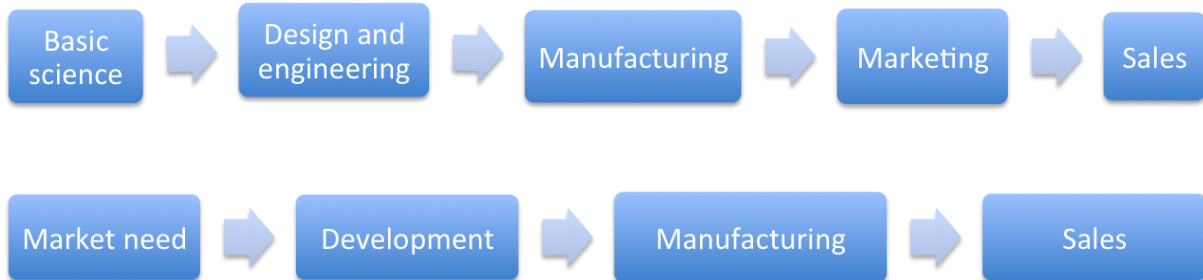 Basic
science
Design and
engineering
Manufacturing
Marketing
Sales
Market need
Development
Manufacturing
Sales